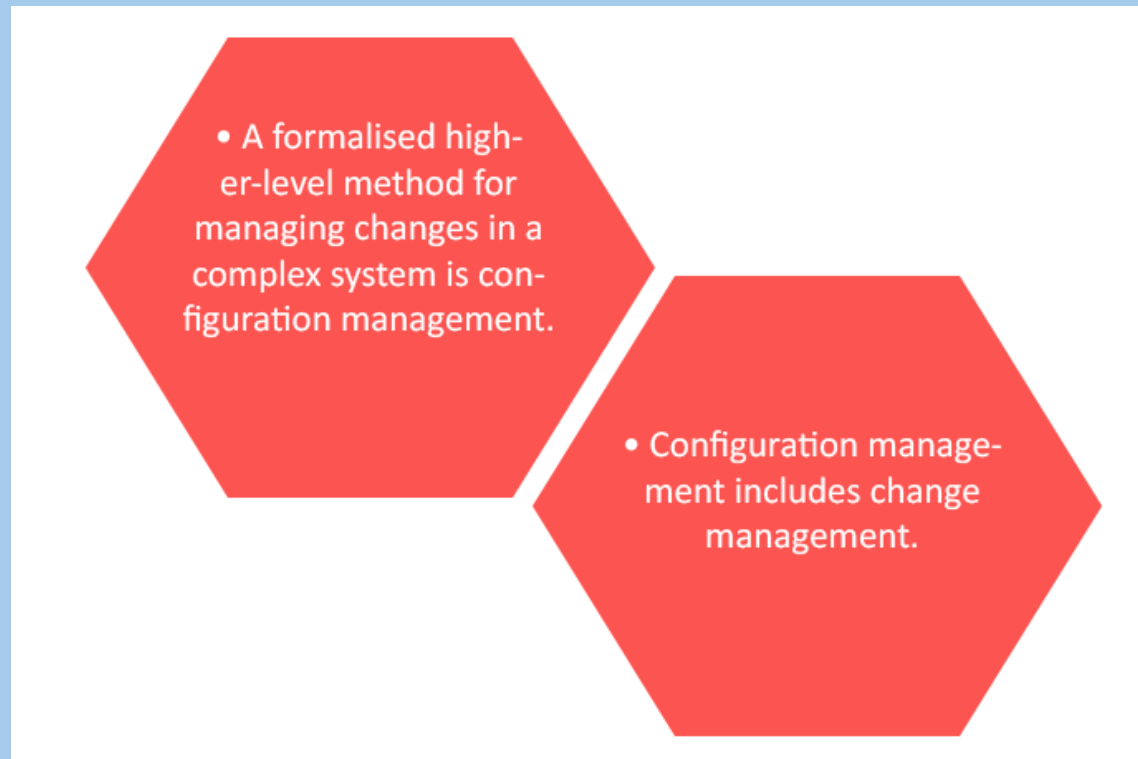 • A formalised high-
er-level method for
managing changes in a
complex system is con-
figuration management.
• Configuration manage-
ment includes change
management.